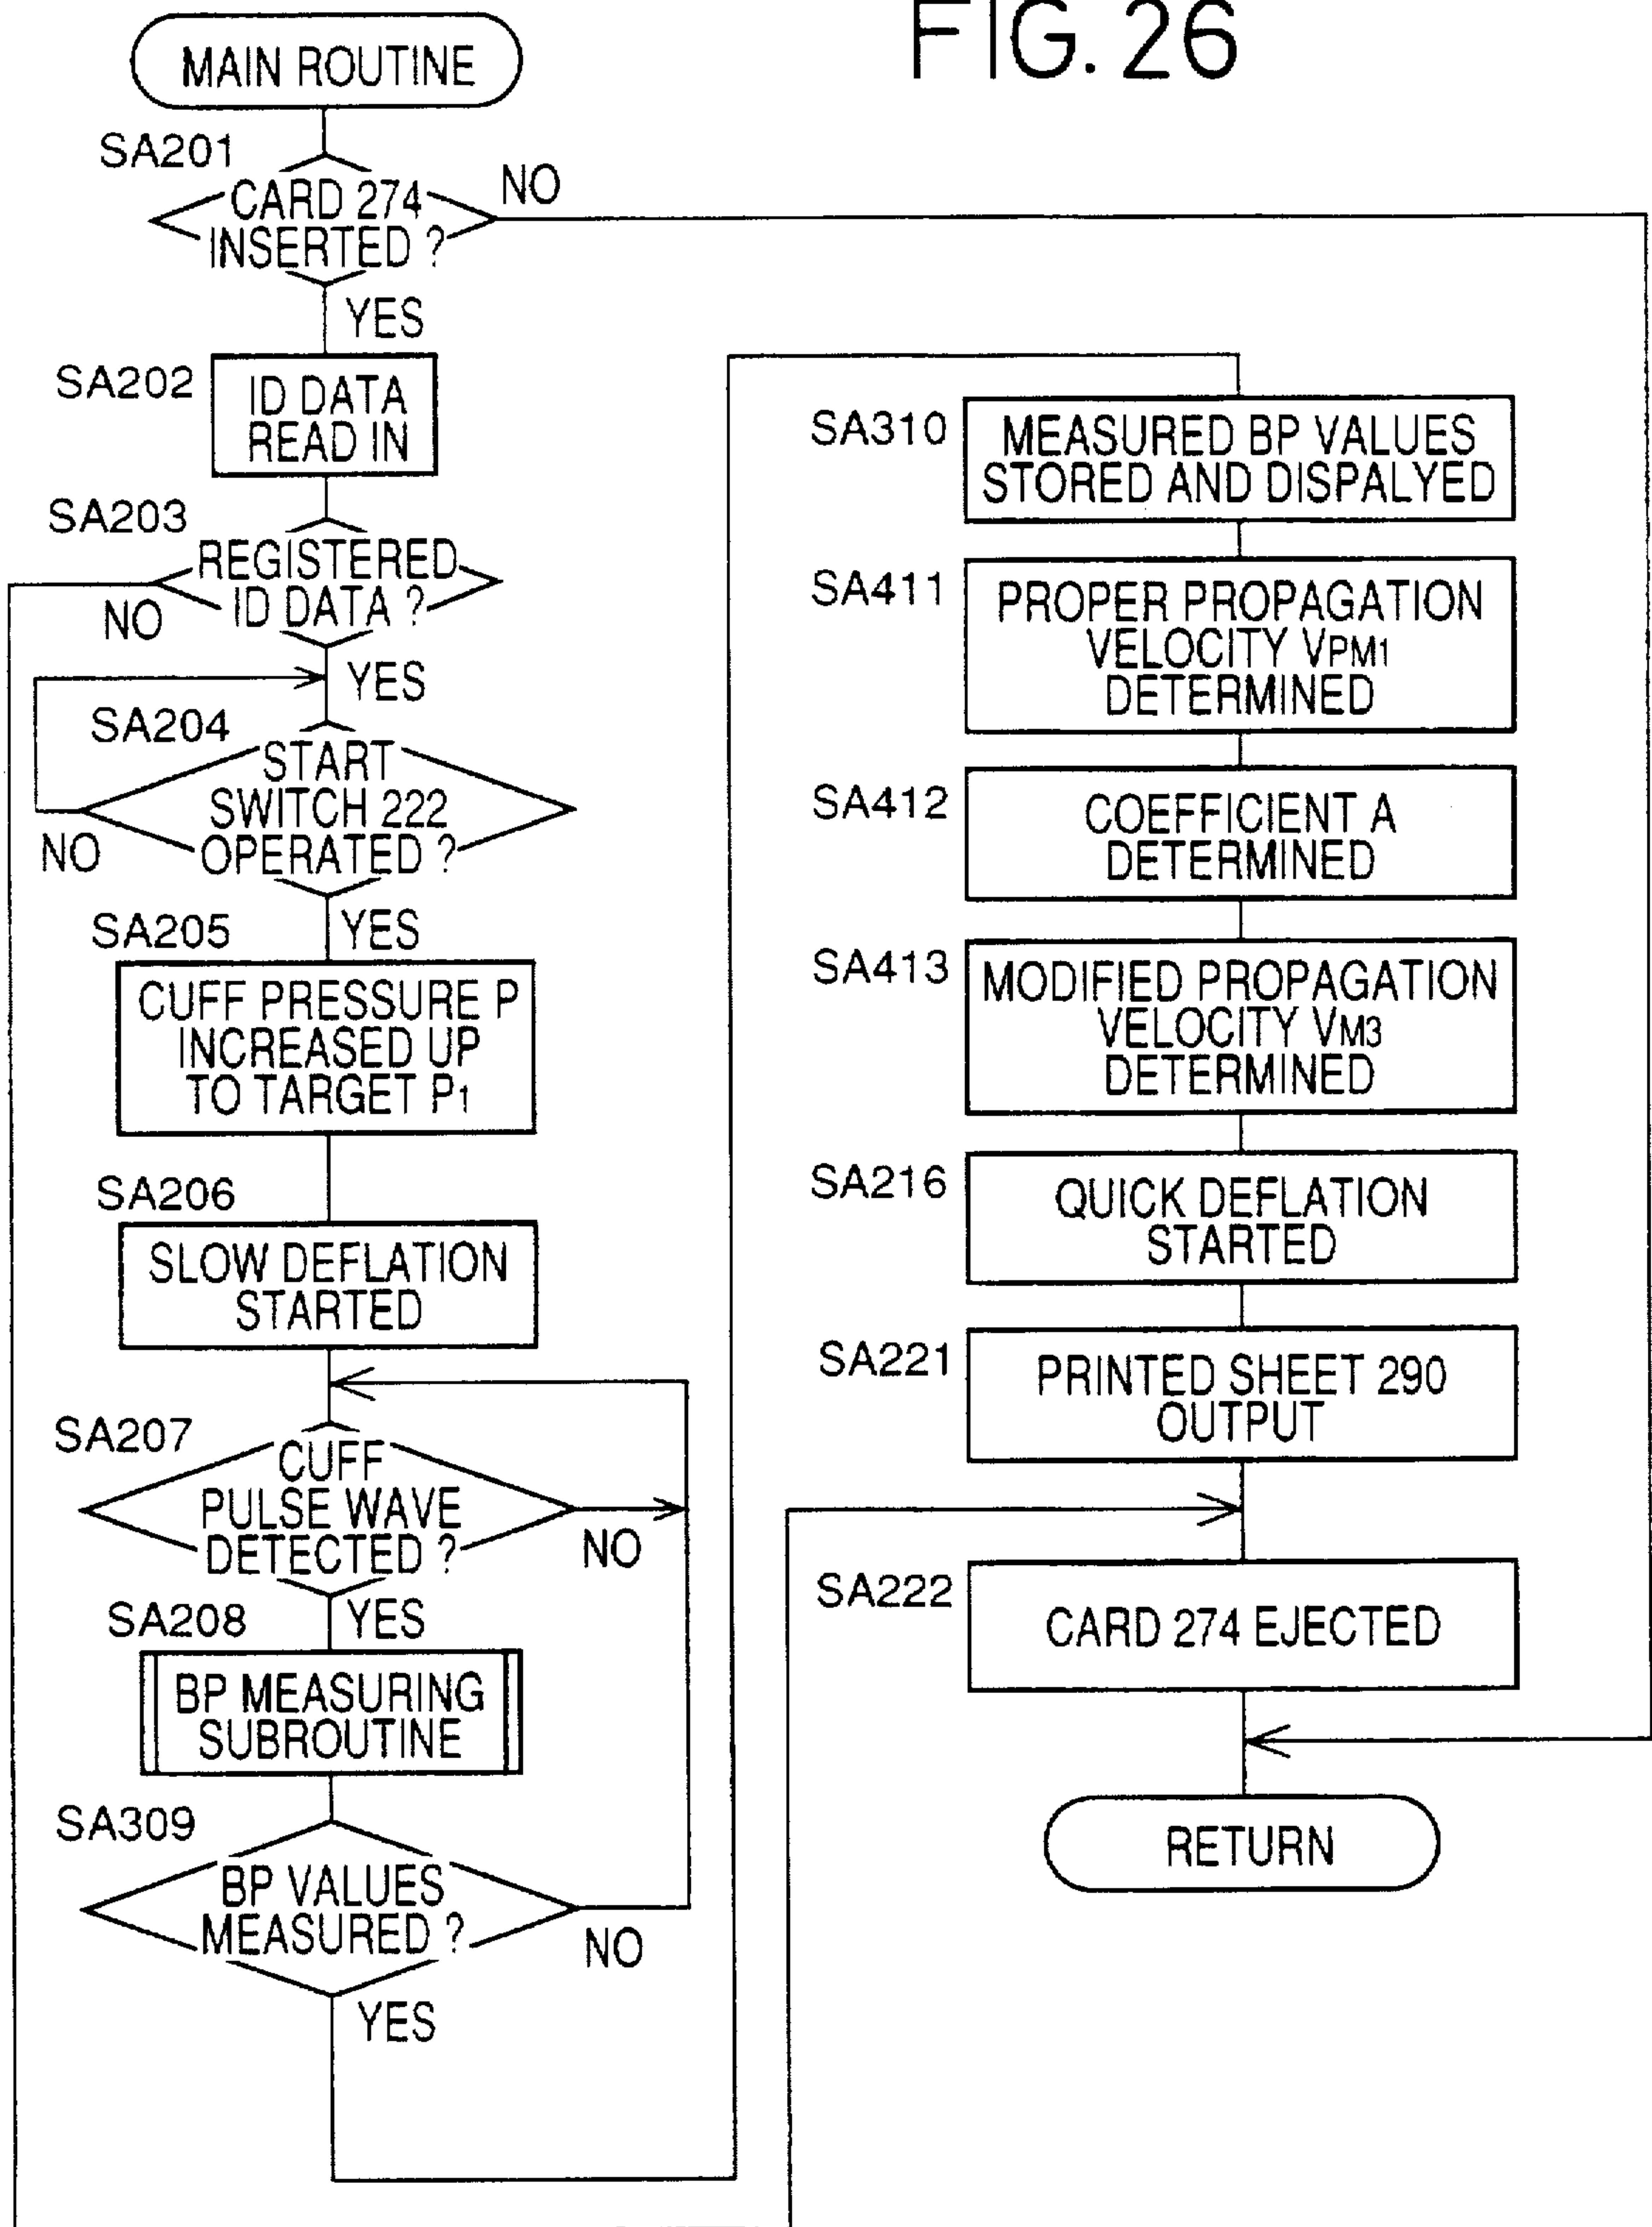 FIG. 26
MAIN ROUTINE
SA201
CARD 274
INSERTED ?
NO
YES
SA202
ID DATA
READ IN
SA203
REGISTERED
ID DATA ?
NO
YES
SA204
START
SWITCH 222
OPERATED ?
NO
YES
SA205
CUFF PRESSURE P
INCREASED UP
TO TARGET P1
SA206
SLOW DEFLATION
STARTED
SA207
CUFF
PULSE WAVE
DETECTED ?
NO
YES
SA208
BP MEASURING
SUBROUTINE
SA309
BP VALUES
MEASURED ?
NO
YES
SA310
MEASURED BP VALUES
STORED AND DISPALYED
SA411
PROPER PROPAGATION
VELOCITY VPM1
DETERMINED
SA412
COEFFICIENT A
DETERMINED
SA413
MODIFIED PROPAGATION
VELOCITY VM3
DETERMINED
SA216
QUICK DEFLATION
STARTED
SA221
PRINTED SHEET 290
OUTPUT
SA222
CARD 274 EJECTED
RETURN